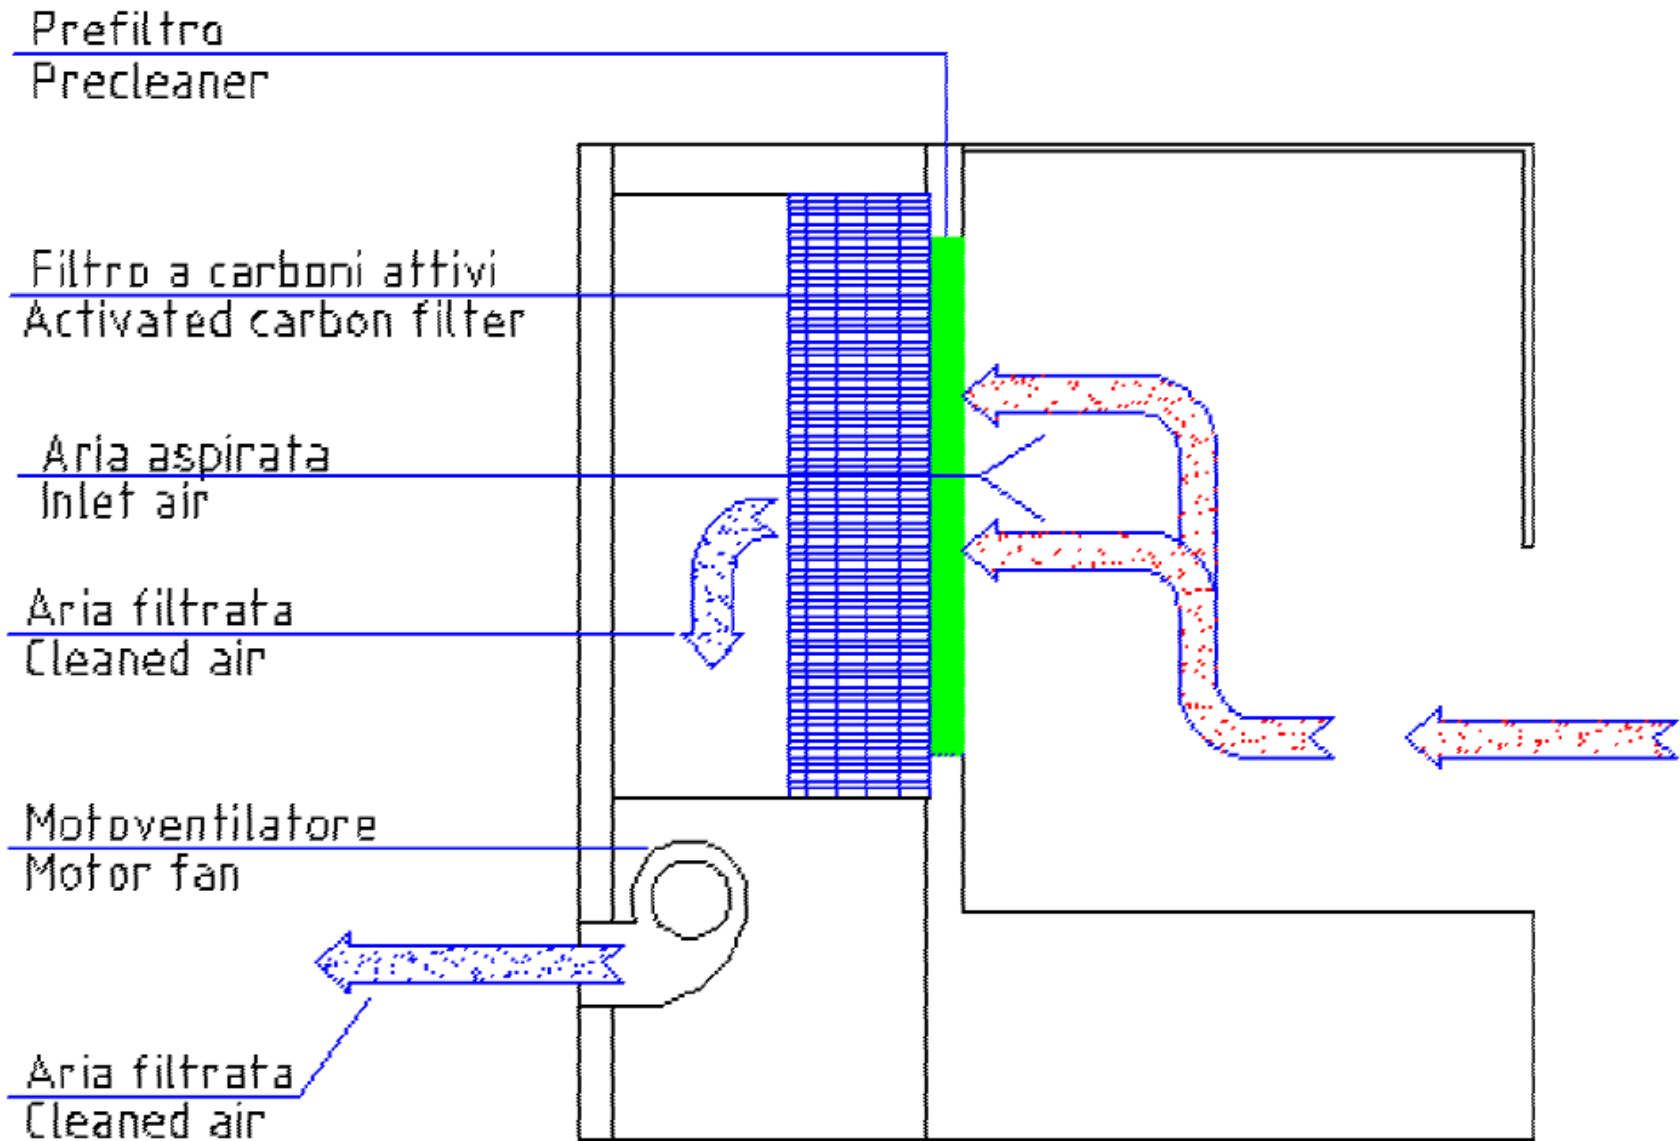 Prefiltro
Precleaner
Filtro a carboni attivi
Activated carbon filter
Aria aspirata
Inlet air
Aria filtrata
Cleaned air
Motoventilatore
Motor fan
Aria filtrata
Cleaned air